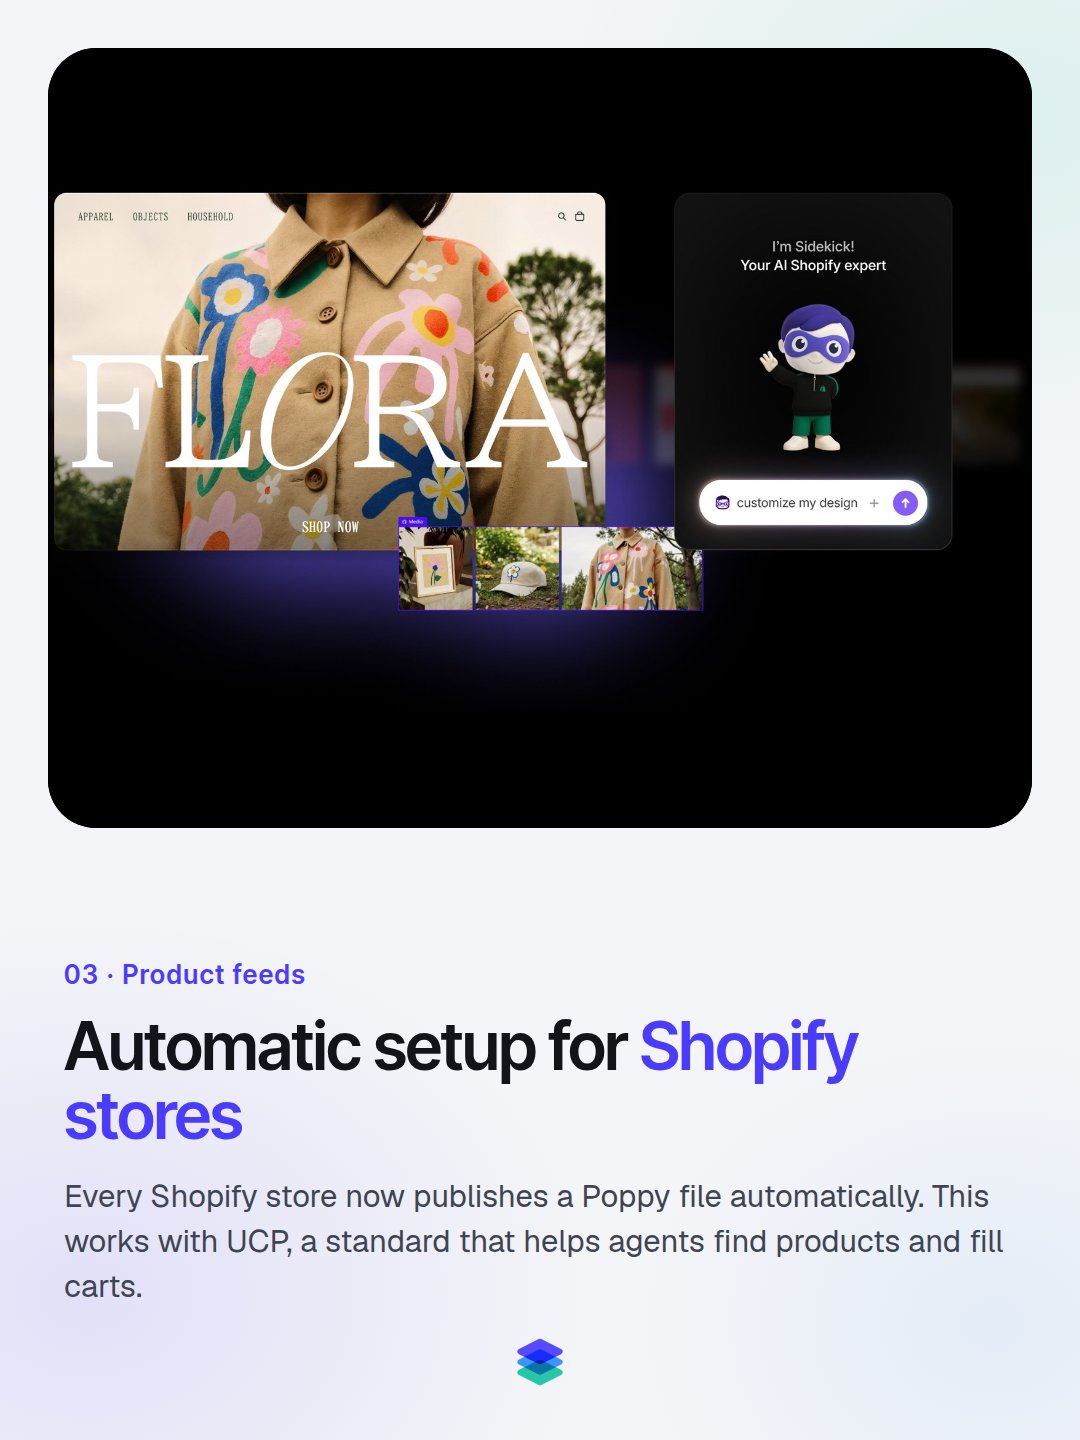 APPAREL OBJECTS HOUSEHOLD
FLORA
SHOP NOW
Media
I'm Sidekick!
Your AI Shopify expert
customize my design
03 · Product feeds
Automatic setup for Shopify
stores
Every Shopify store now publishes a Poppy file automatically. This
works with UCP, a standard that helps agents find products and fill
carts.